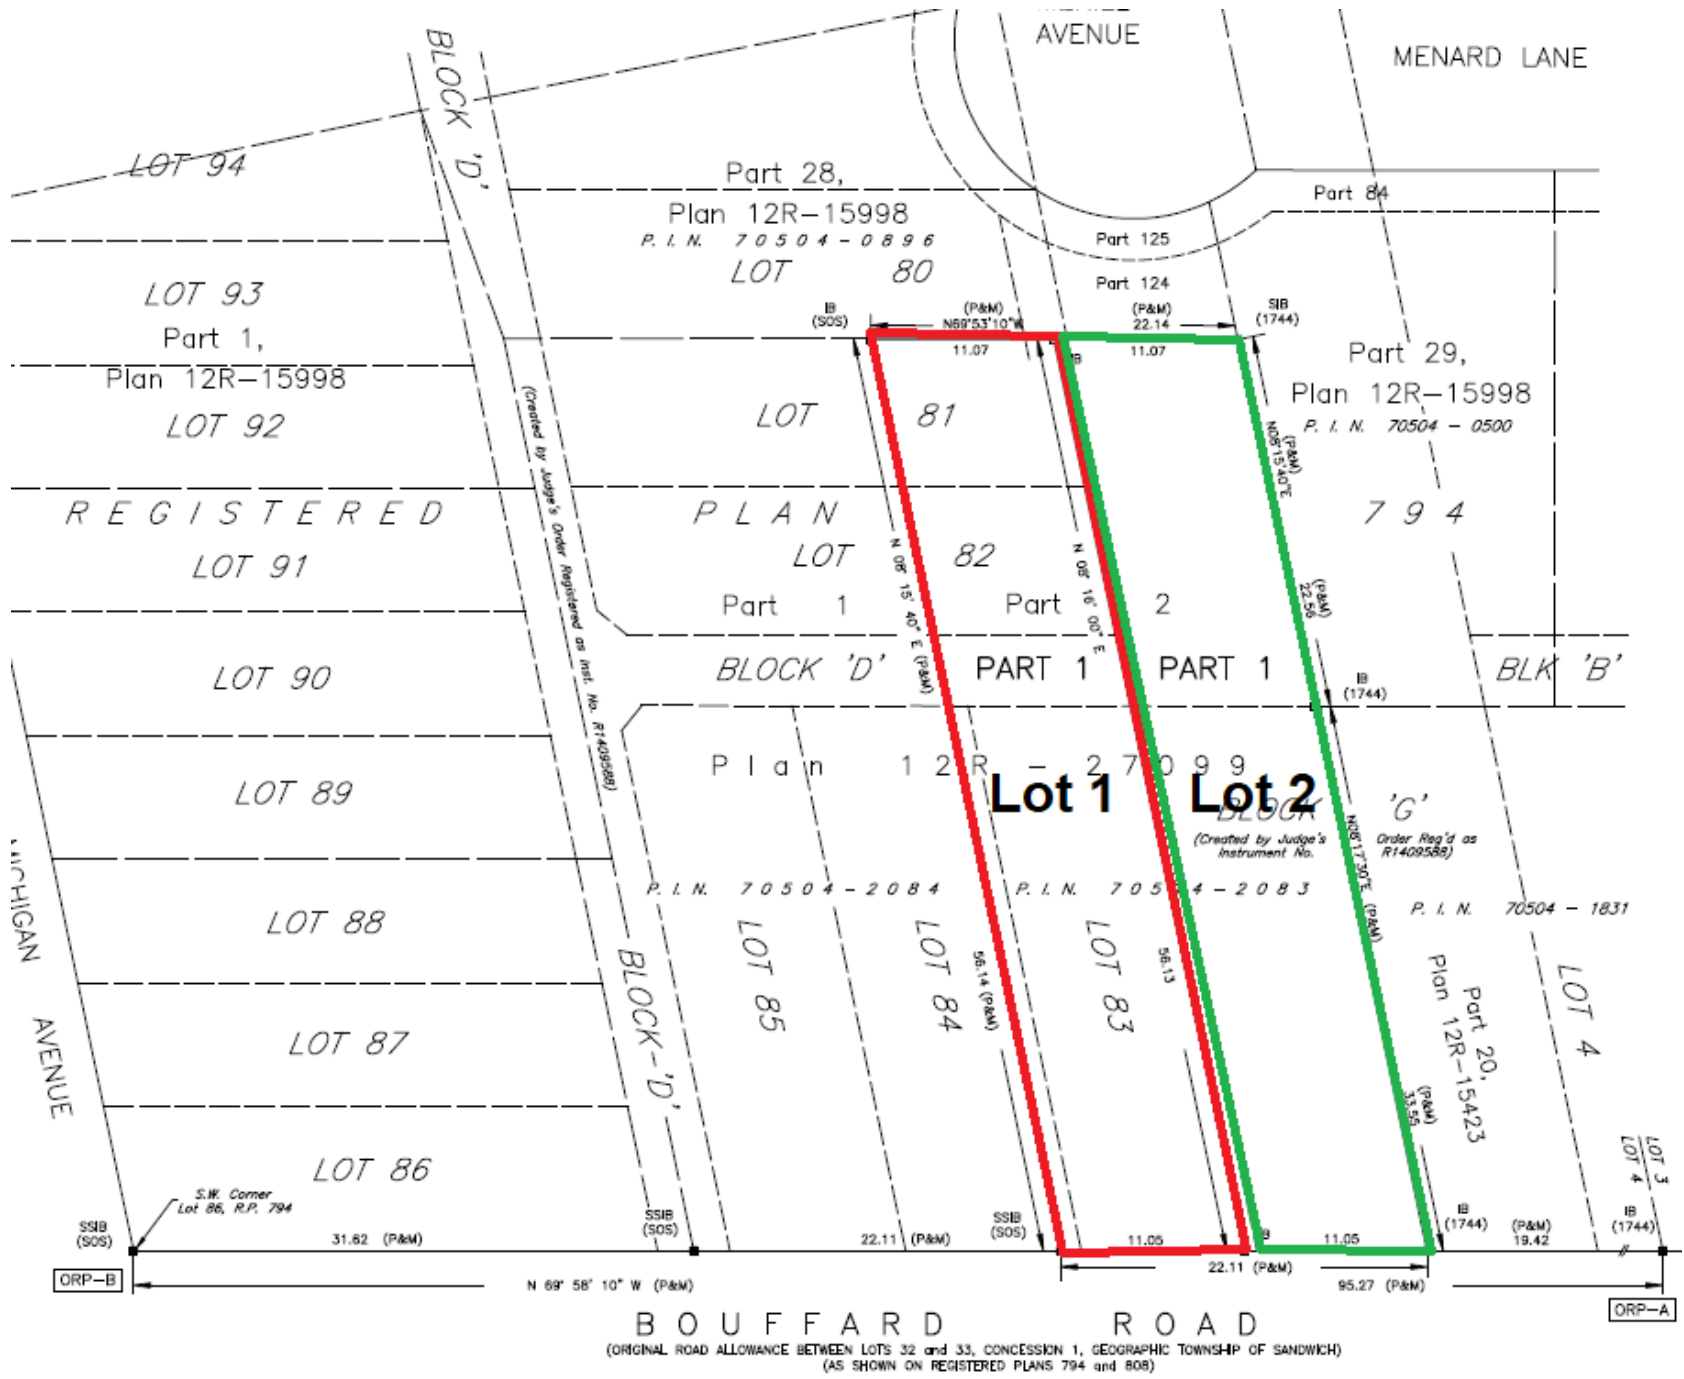 AVENUE
MENARD LANE
BLOCK 'D'
LOT 94
Part 28,
Plan 12R-15998
P. I. N. 70504-0896
LOT 80
Part 84
Part 125
Part 124
LOT 93
Part 1,
Plan 12R-15998
IB
(SOS)
(P&M)
N69°53'10"W
11.07
(P&M)
22.14
11.07
SIB
(1744)
IB
Part 29,
Plan 12R-15998
P. I. N. 70504 - 0500
LOT 92
LOT 81
(Created by Judge's Order Registered as Inst. No. R1409588)
N08°15'40"E
(P&M)
REGISTERED PLAN 794
LOT 91
LOT 82
N 08° 15' 40" E (P&M)
N 08° 16' 00" E
(P&M)
22.56
Part 1
Part 2
LOT 90
BLOCK 'D'
PART 1
PART 1
IB
(1744)
BLK 'B'
Plan 12R - 27099
LOT 89
Lot 1
Lot 2
BLOCK 'G'
(Created by Judge's Order Reg'd as
Instrument No. R1409588)
N08°17'30"E (P&M)
MICHIGAN AVENUE
LOT 88
P. I. N. 70504-2084
P. I. N. 70504-2083
P. I. N. 70504 - 1831
LOT 85
LOT 84
LOT 83
56.14 (P&M)
56.13
BLOCK-'D'
Part 20,
Plan 12R-15423
LOT 4
LOT 87
(P&M)
33.55
LOT 86
LOT 3
LOT 4
S.W. Corner
Lot 86, R.P. 794
SSIB
(SOS)
31.62 (P&M)
SSIB
(SOS)
22.11 (P&M)
SSIB
(SOS)
11.05
IB
11.05
IB
(1744)
(P&M)
19.42
IB
(1744)
ORP-B
N 69° 58' 10" W (P&M)
22.11 (P&M)
95.27 (P&M)
ORP-A
BOUFFARD ROAD
(ORIGINAL ROAD ALLOWANCE BETWEEN LOTS 32 and 33, CONCESSION 1, GEOGRAPHIC TOWNSHIP OF SANDWICH)
(AS SHOWN ON REGISTERED PLANS 794 and 808)